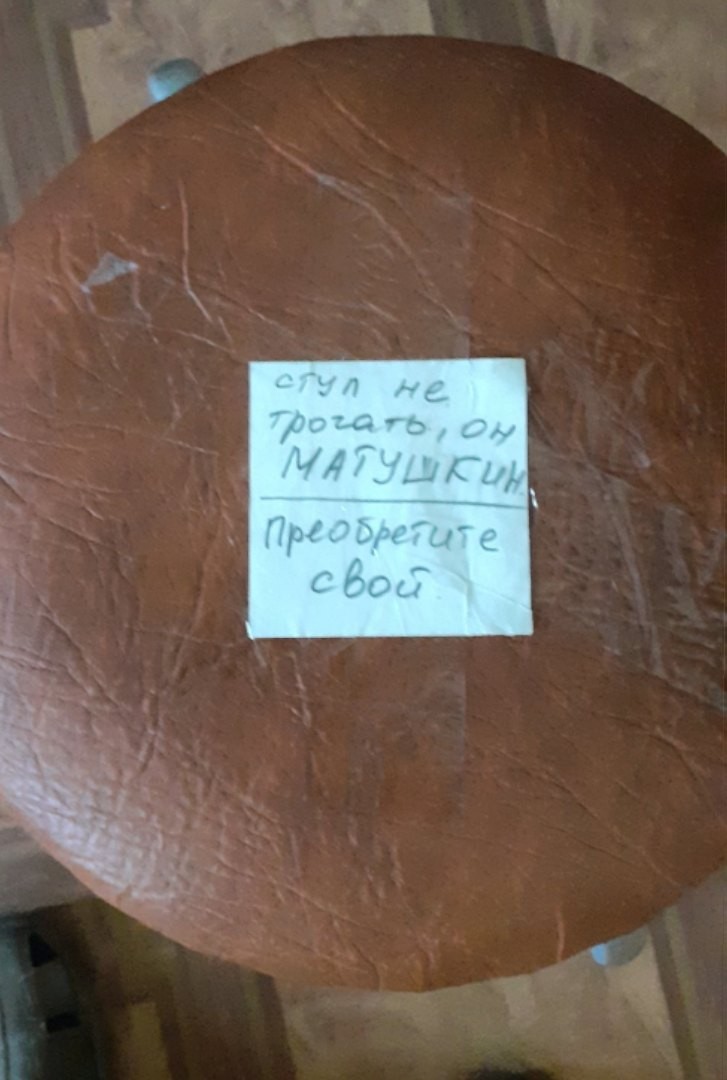 стул не
трогать, он
МАТУШКИН.
Преобретите
свой.